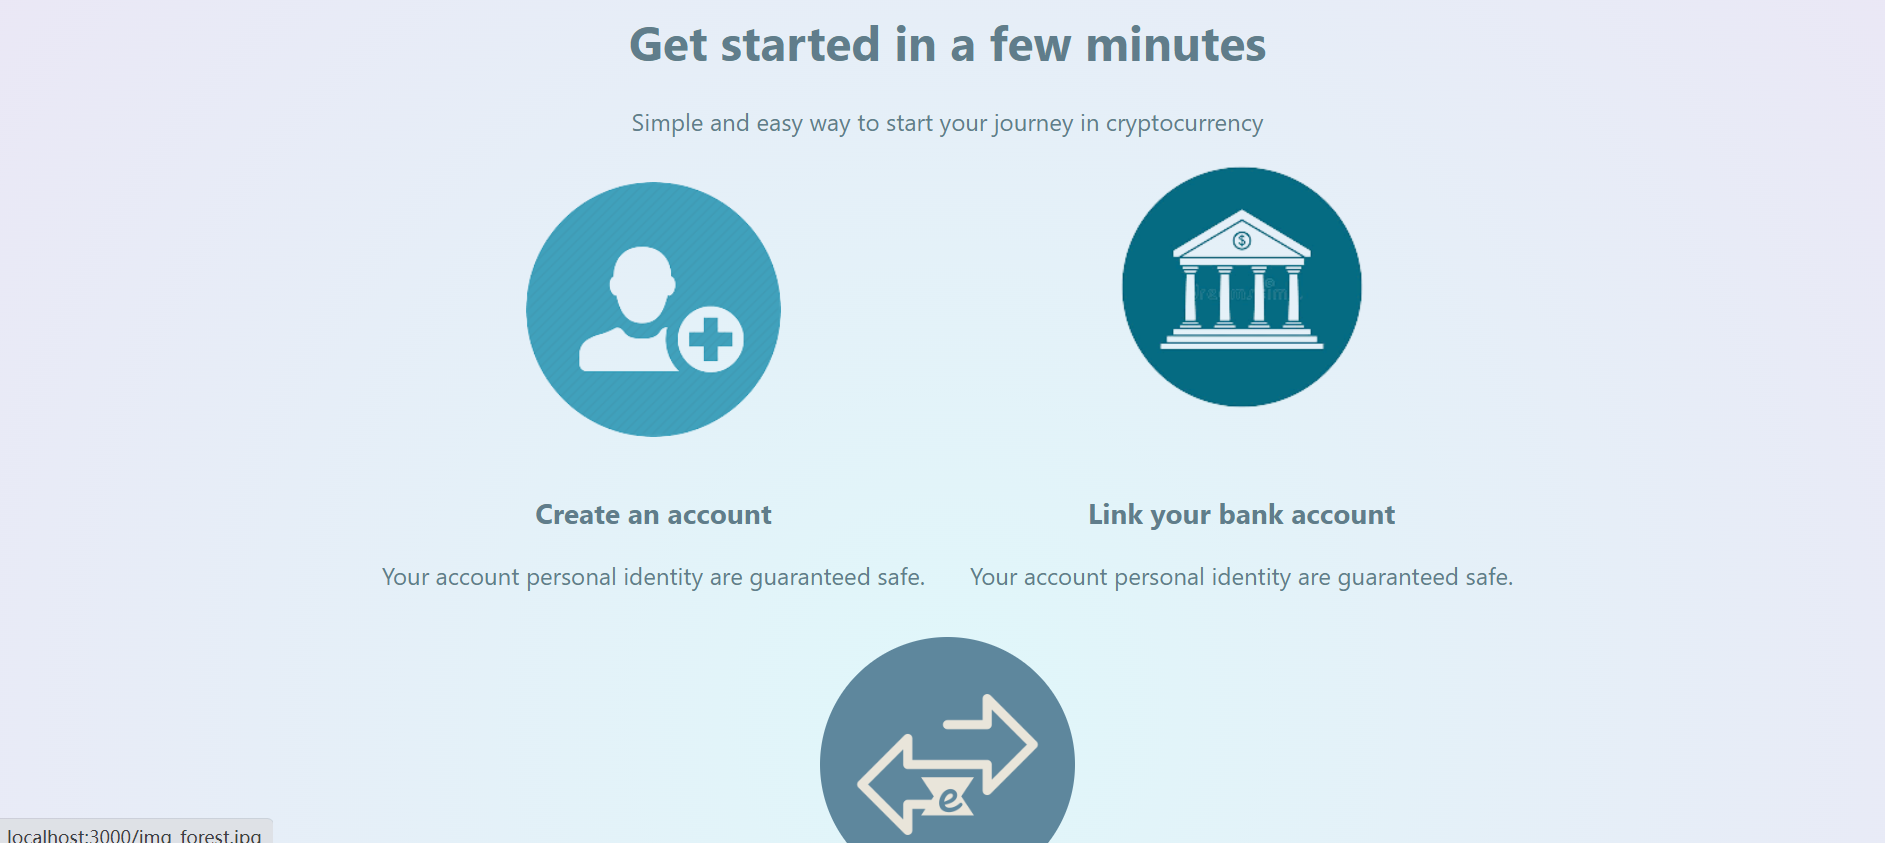 Get started in a few minutes
Simple and easy way to start your journey in cryptocurrency
$
Create an account
Link your bank account
Your account personal identity are guaranteed safe.
Your account personal identity are guaranteed safe.
e
localhost:3000/img_forest.jpg